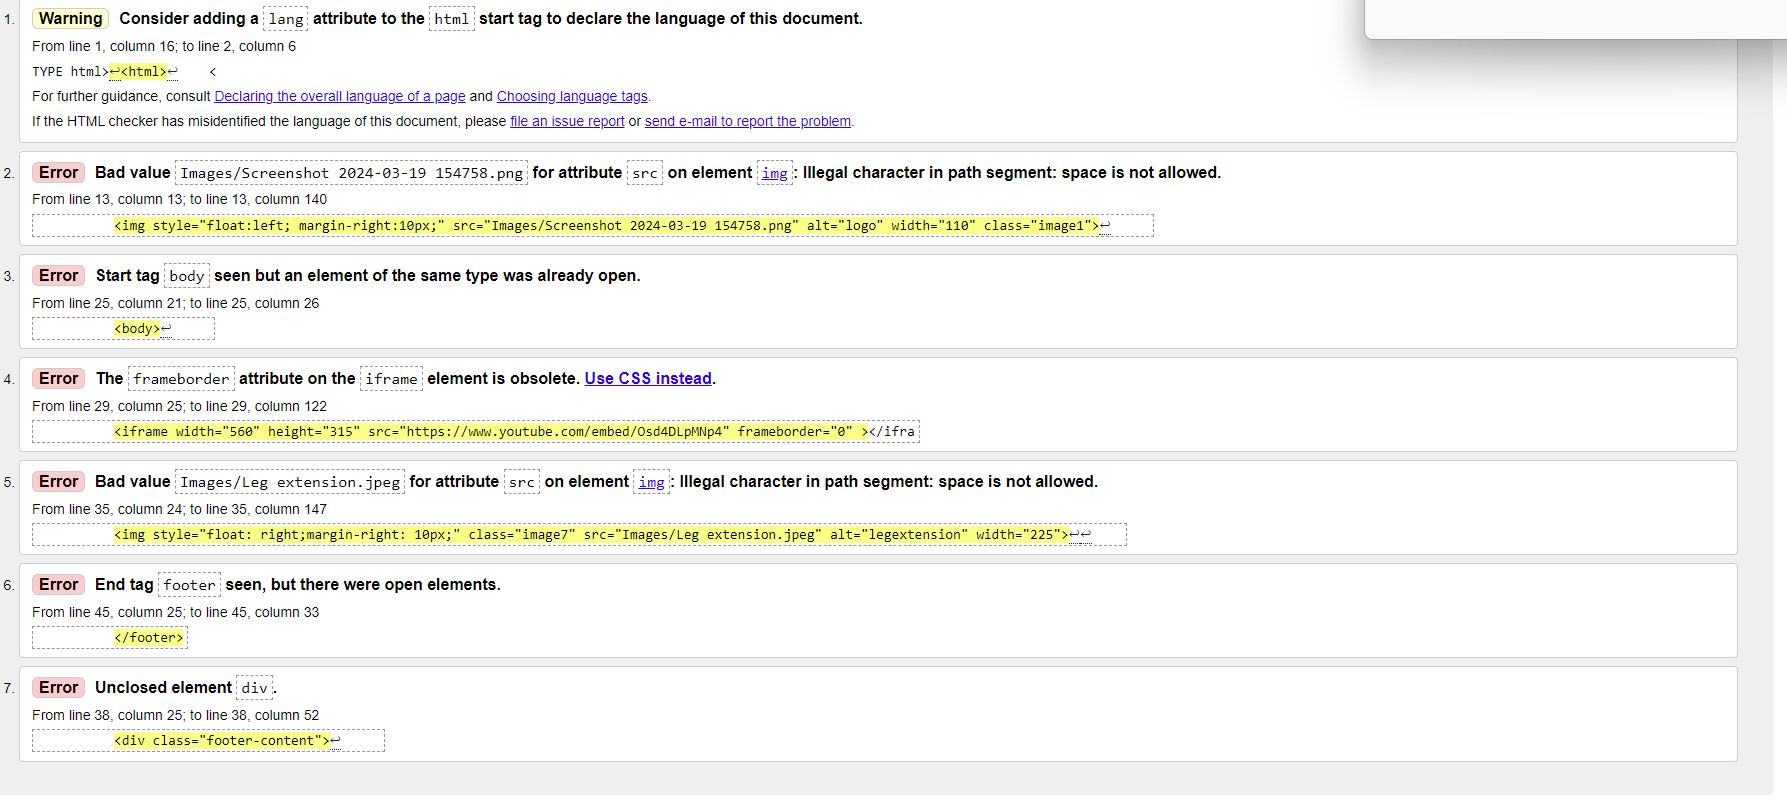 1. Warning Consider adding a lang attribute to the html start tag to declare the language of this document.
From line 1, column 16; to line 2, column 6
TYPE html>↩<html>↩    <
For further guidance, consult Declaring the overall language of a page and Choosing language tags.
If the HTML checker has misidentified the language of this document, please file an issue report or send e-mail to report the problem.
2. Error Bad value Images/Screenshot 2024-03-19 154758.png for attribute src on element img: Illegal character in path segment: space is not allowed.
From line 13, column 13; to line 13, column 140
<img style="float:left; margin-right:10px;" src="Images/Screenshot 2024-03-19 154758.png" alt="logo" width="110" class="image1">↩
3. Error Start tag body seen but an element of the same type was already open.
From line 25, column 21; to line 25, column 26
<body>↩
4. Error The frameborder attribute on the iframe element is obsolete. Use CSS instead.
From line 29, column 25; to line 29, column 122
<iframe width="560" height="315" src="https://www.youtube.com/embed/Osd4DLpMNp4" frameborder="0" ></ifra
5. Error Bad value Images/Leg extension.jpeg for attribute src on element img: Illegal character in path segment: space is not allowed.
From line 35, column 24; to line 35, column 147
<img style="float: right;margin-right: 10px;" class="image7" src="Images/Leg extension.jpeg" alt="legextension" width="225">↩↩
6. Error End tag footer seen, but there were open elements.
From line 45, column 25; to line 45, column 33
</footer>
7. Error Unclosed element div.
From line 38, column 25; to line 38, column 52
<div class="footer-content">↩